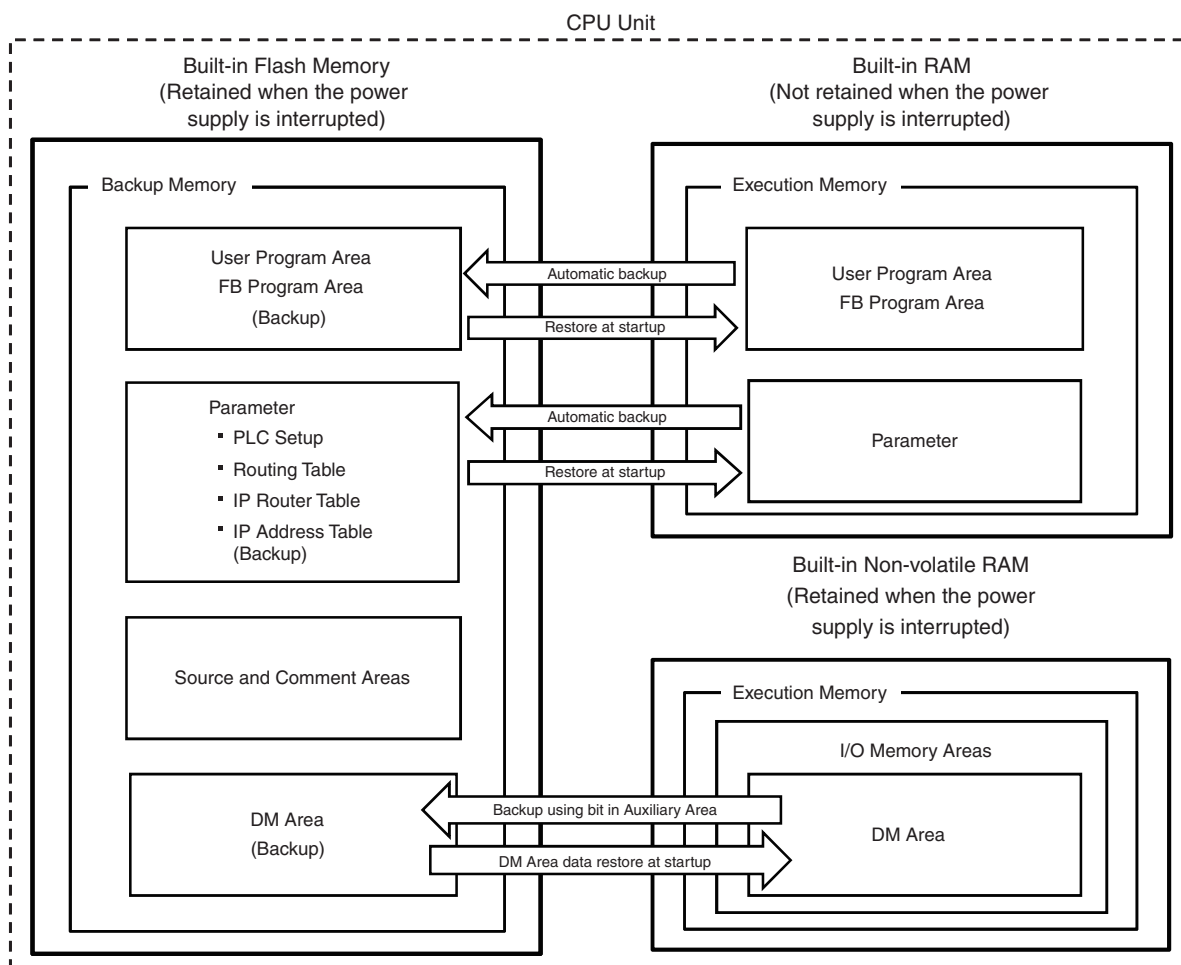 CPU Unit
Built-in Flash Memory
(Retained when the power
supply is interrupted)
Backup Memory
User Program Area
FB Program Area
(Backup)
Parameter
▪ PLC Setup
▪ Routing Table
▪ IP Router Table
▪ IP Address Table
(Backup)
Source and Comment Areas
DM Area
(Backup)
Automatic backup
Restore at startup
Automatic backup
Restore at startup
Backup using bit in Auxiliary Area
DM Area data restore at startup
Built-in RAM
(Not retained when the power
supply is interrupted)
Execution Memory
User Program Area
FB Program Area
Parameter
Built-in Non-volatile RAM
(Retained when the power
supply is interrupted)
Execution Memory
I/O Memory Areas
DM Area